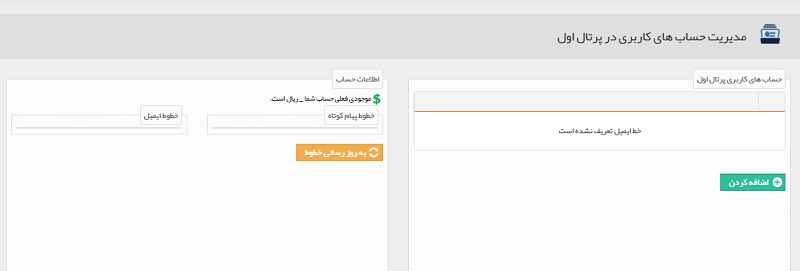 مدیریت حساب های کاربری در پرتال اول
حساب های کاربری پرتال اول
خط ایمیل تعریف نشده است
اضافه کردن
اطلاعات حساب
موجودی فعلی حساب شما _ ریال است.
خطوط پیام کوتاه
خطوط ایمیل
به روز رسانی خطوط